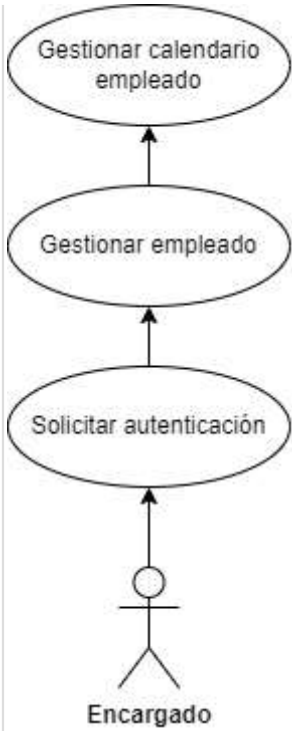 Gestionar calendario
empleado
Gestionar empleado
Solicitar autenticación
Encargado